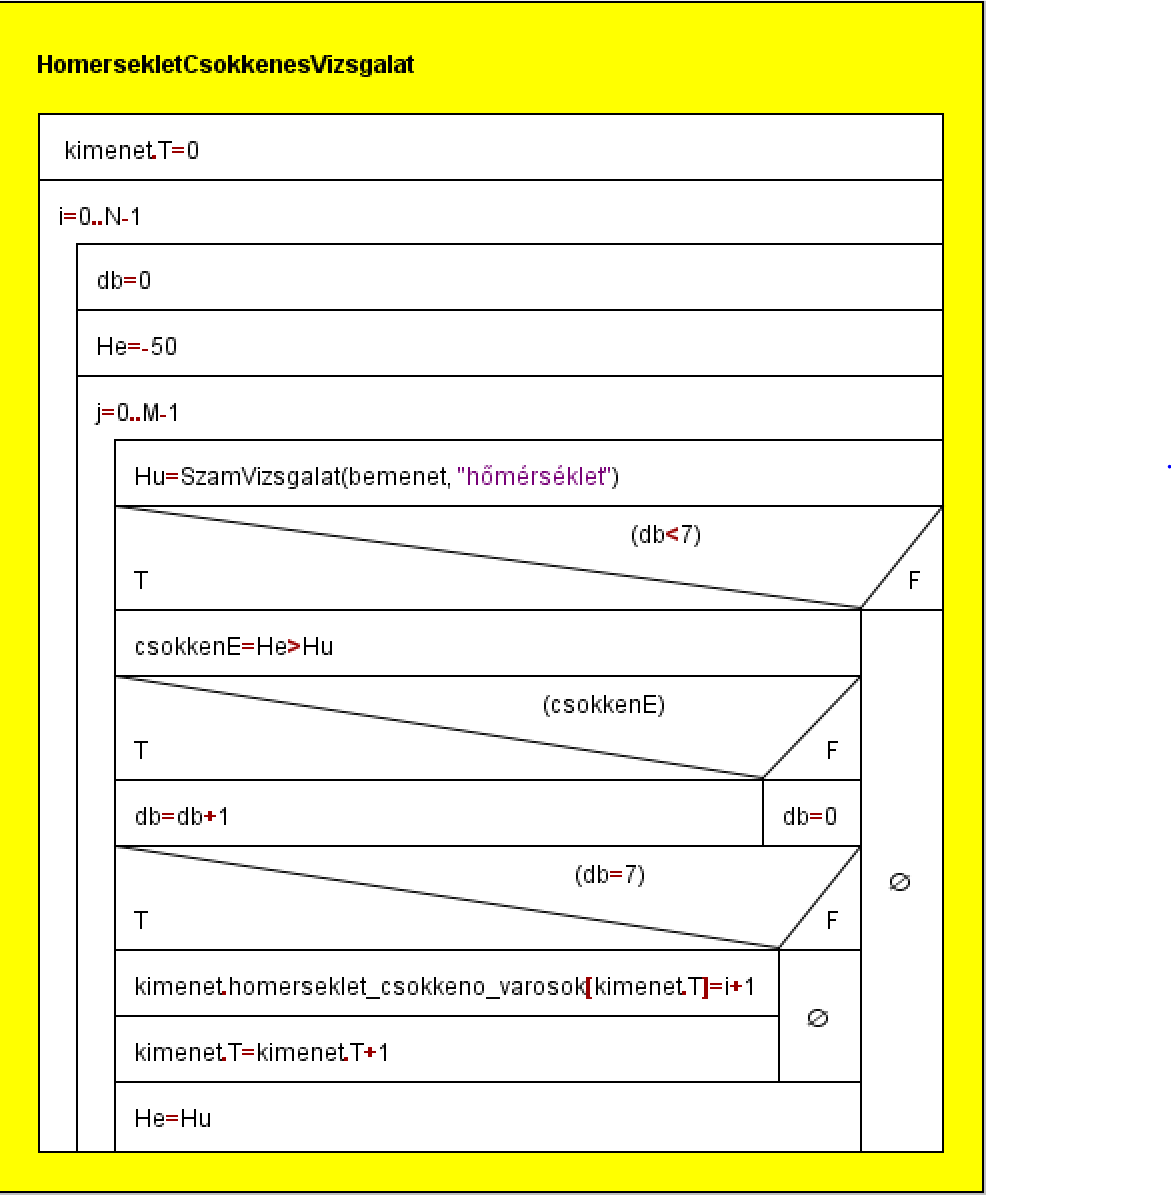 HomersekletCsokkenesVizsgalat
kimenet.T=0
i=0..N-1
db=0
He=-50
j=0..M-1
Hu=SzamVizsgalat(bemenet, "hőmérséklet")
(db<7)
T
F
csokkenE=He>Hu
(csokkenE)
T
F
db=db+1
db=0
(db=7)
T
F
∅
kimenet.homerseklet_csokkeno_varosok[kimenet.T]=i+1
∅
kimenet.T=kimenet.T+1
He=Hu